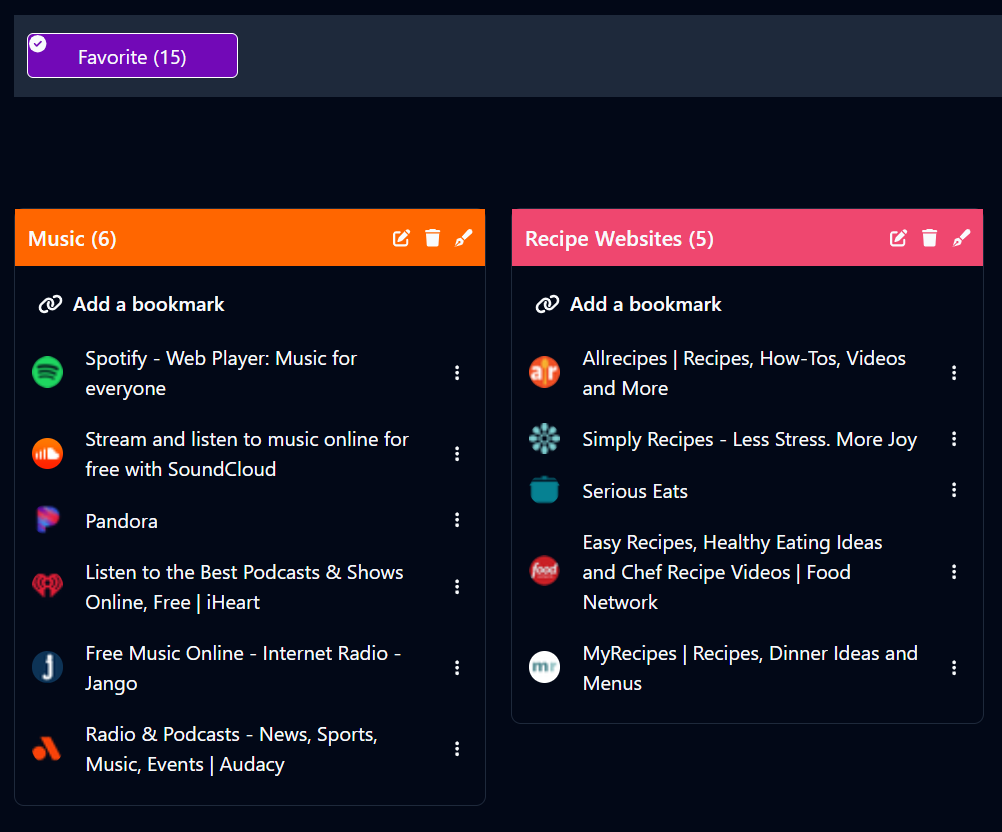 Favorite (15)
Music (6)
Add a bookmark
Spotify - Web Player: Music for
everyone
Stream and listen to music online for
free with SoundCloud
Pandora
Listen to the Best Podcasts & Shows
Online, Free | iHeart
Free Music Online - Internet Radio -
Jango
Radio & Podcasts - News, Sports,
Music, Events | Audacy
Recipe Websites (5)
Add a bookmark
ar
Allrecipes | Recipes, How-Tos, Videos
and More
Simply Recipes - Less Stress. More Joy
Serious Eats
food
Easy Recipes, Healthy Eating Ideas
and Chef Recipe Videos | Food
Network
mr
MyRecipes | Recipes, Dinner Ideas and
Menus